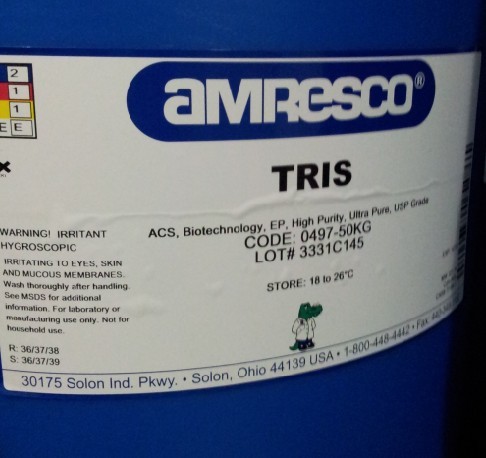 2
1
1
E E
aMResco®
TRIS
ACS, Biotechnology, EP, High Purity, Ultra Pure, USP Grade
CODE: 0497-50KG
LOT# 3331C145
STORE: 18 to 26°C
WARNING! IRRITANT
HYGROSCOPIC
IRRITATING TO EYES, SKIN
AND MUCOUS MEMBRANES.
Wash thoroughly after handling.
See MSDS for additional
information. For laboratory or
manufacturing use only. Not for
household use.
R: 36/37/38
S: 36/37/39
30175 Solon Ind. Pkwy. • Solon, Ohio 44139 USA • 1-800-448-4442 • Fax: